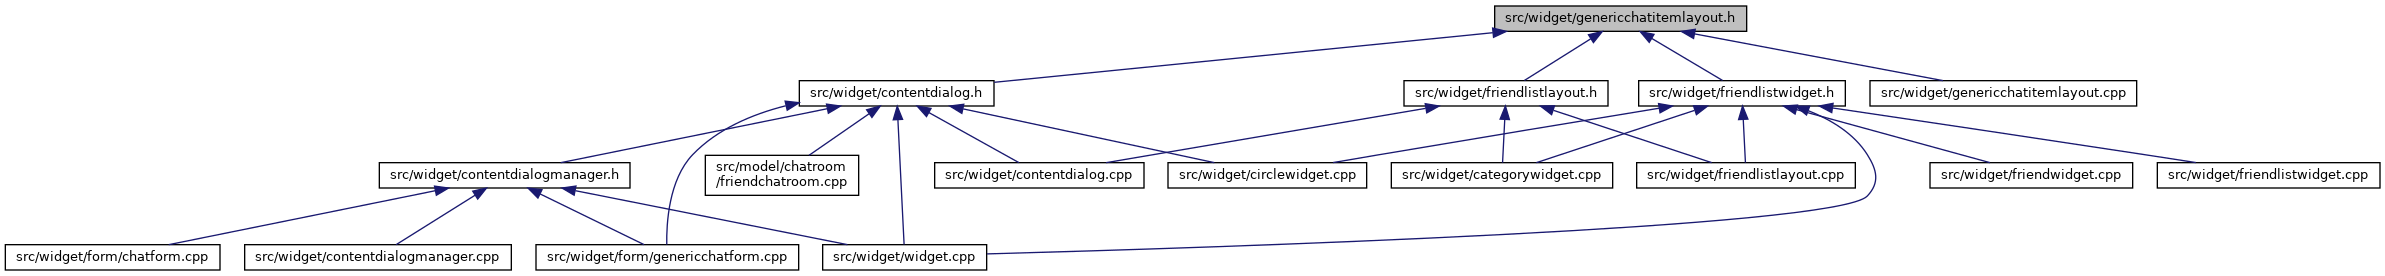 src/widget/genericchatitemlayout.h
src/widget/contentdialog.h
src/widget/friendlistlayout.h
src/widget/friendlistwidget.h
src/widget/genericchatitemlayout.cpp
src/widget/contentdialogmanager.h
src/model/chatroom
/friendchatroom.cpp
src/widget/contentdialog.cpp
src/widget/circlewidget.cpp
src/widget/categorywidget.cpp
src/widget/friendlistlayout.cpp
src/widget/friendwidget.cpp
src/widget/friendlistwidget.cpp
src/widget/form/chatform.cpp
src/widget/contentdialogmanager.cpp
src/widget/form/genericchatform.cpp
src/widget/widget.cpp